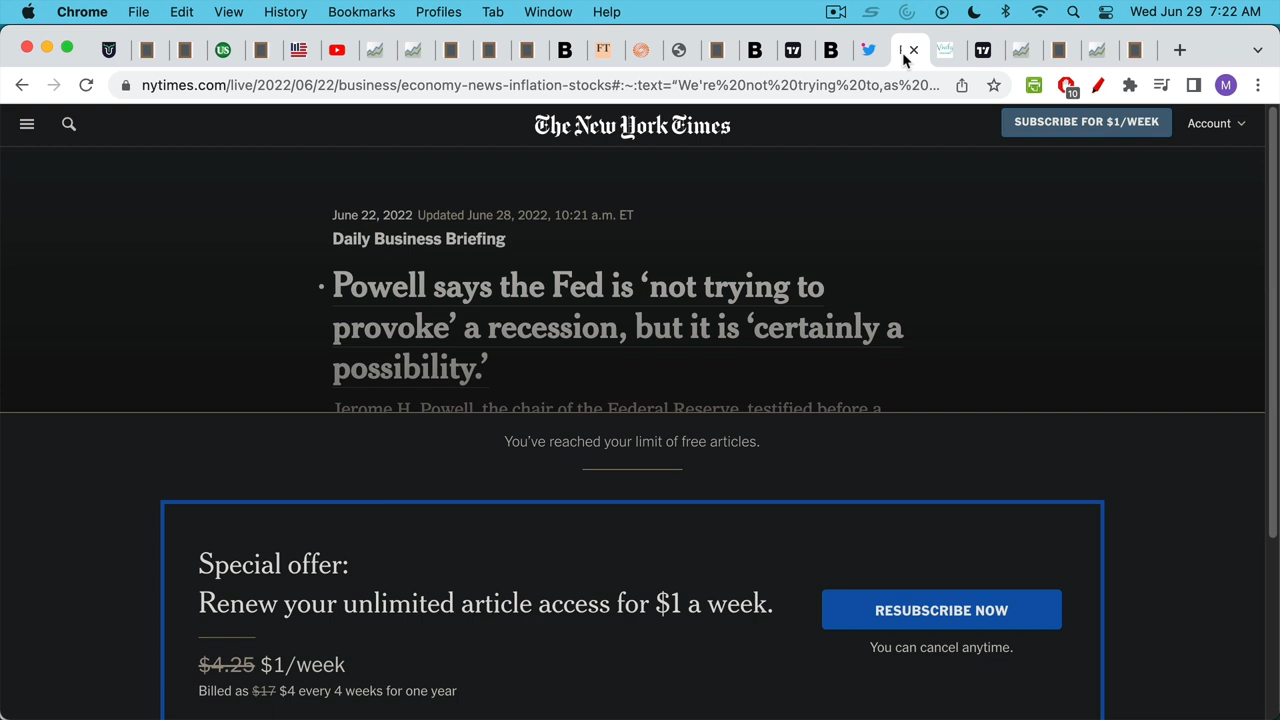 Chrome File Edit View History Bookmarks Profiles Tab Window Help Wed Jun 29 7:22 AM
US B FT B B
nytimes.com/live/2022/06/22/business/economy-news-inflation-stocks#:~:text=“We're%20not%20trying%20to,as%20... 10 M
The New York Times
SUBSCRIBE FOR $1/WEEK Account
June 22, 2022 Updated June 28, 2022, 10:21 a.m. ET
Daily Business Briefing
· Powell says the Fed is ‘not trying to
provoke’ a recession, but it is ‘certainly a
possibility.’
Jerome H. Powell, the chair of the Federal Reserve, testified before a
You’ve reached your limit of free articles.
Special offer:
Renew your unlimited article access for $1 a week.
$4.25 $1/week
Billed as $17 $4 every 4 weeks for one year
RESUBSCRIBE NOW
You can cancel anytime.